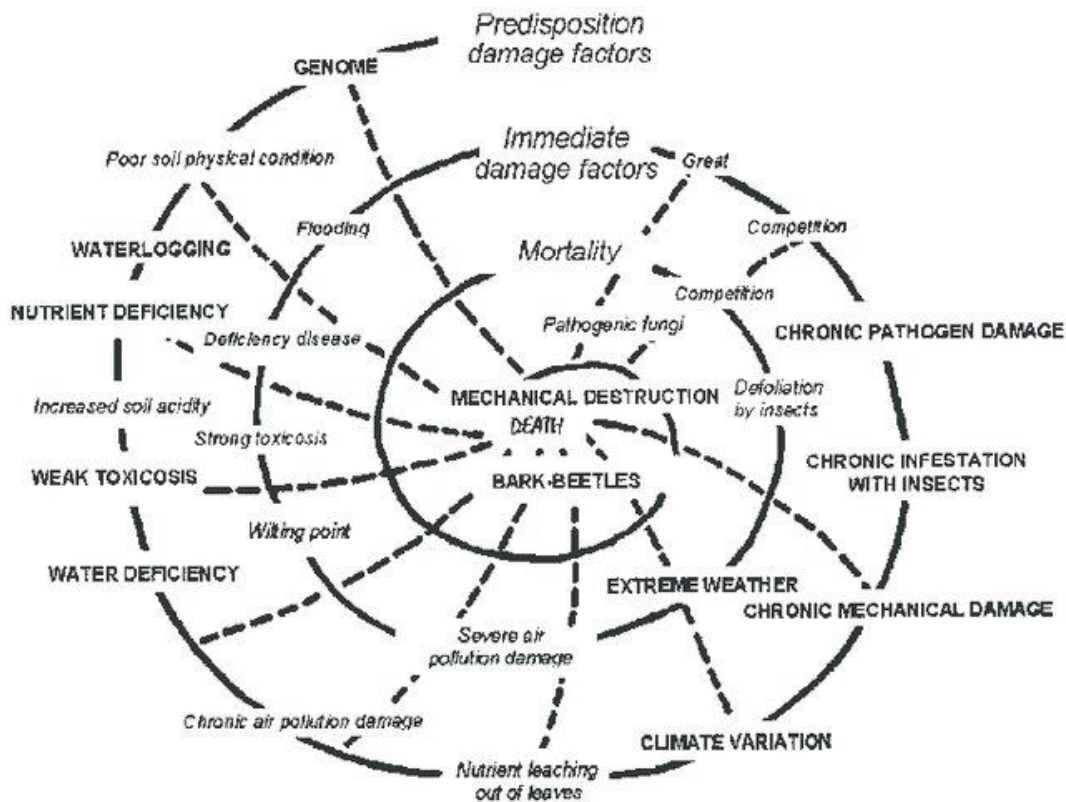 Predisposition
damage factors
GENOME
Immediate
damage factors
Poor soil physical condition
Great
Flooding
Competition
WATERLOGGING
Mortality
Competition
NUTRIENT DEFICIENCY
Pathogenic fungi
CHRONIC PATHOGEN DAMAGE
Deficiency disease
MECHANICAL DESTRUCTION
Defoliation
by insects
Increased soil acidity
DEATH
Strong toxicosis
CHRONIC INFESTATION
WITH INSECTS
WEAK TOXICOSIS
BARK-BEETLES
Wilting point
WATER DEFICIENCY
EXTREME WEATHER
CHRONIC MECHANICAL DAMAGE
Severe air
pollution damage
Chronic air pollution damage
CLIMATE VARIATION
Nutrient leaching
out of leaves